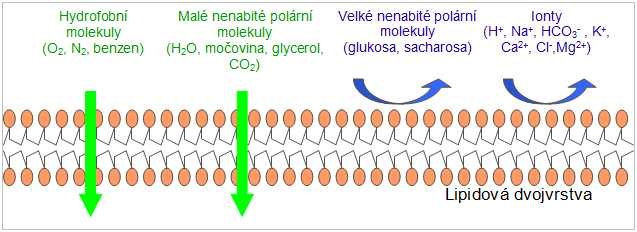 Hydrofobní
molekuly
(O₂, N₂, benzen)
Malé nenabité polární
molekuly
(H₂O, močovina, glycerol,
CO₂)
Velké nenabité polární
molekuly
(glukosa, sacharosa)
Ionty
(H⁺, Na⁺, HCO₃⁻ , K⁺,
Ca²⁺, Cl⁻,Mg²⁺)
Lipidová dvojvrstva